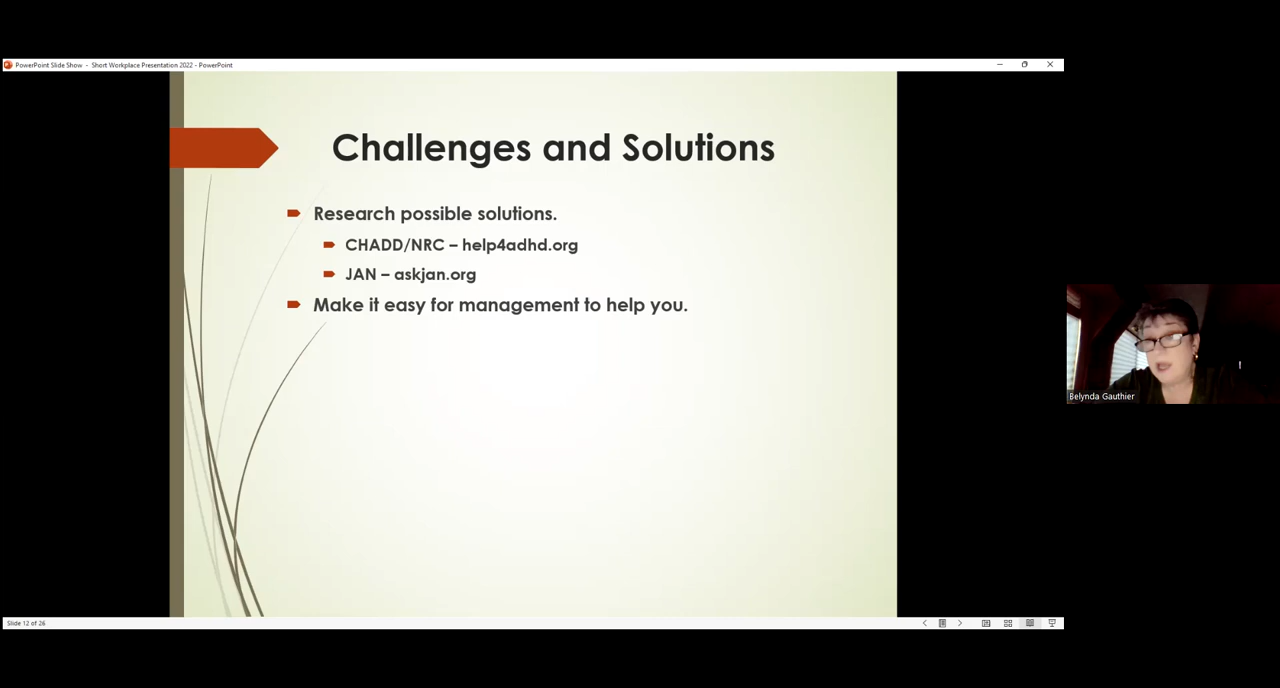 PowerPoint Slide Show - Short Workplace Presentation 2022 - PowerPoint
Challenges and Solutions
Research possible solutions.
CHADD/NRC – help4adhd.org
JAN – askjan.org
Make it easy for management to help you.
Belynda Gauthier
Slide 12 of 26